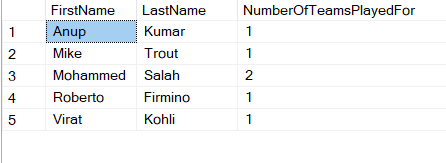 FirstName LastName NumberOfTeamsPlayedFor
1 Anup Kumar 1
2 Mike Trout 1
3 Mohammed Salah 2
4 Roberto Firmino 1
5 Virat Kohli 1